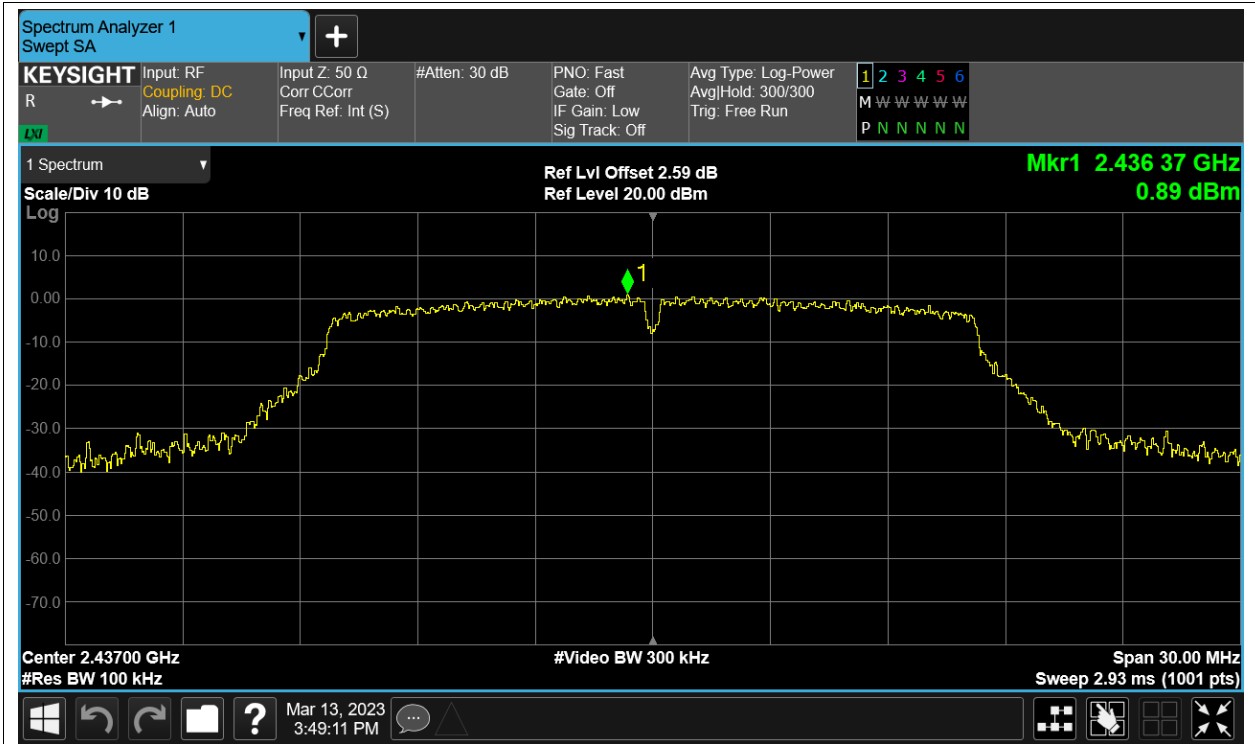 Spectrum Analyzer 1
Swept SA
KEYSIGHT
R
LXI
Input: RF
Coupling: DC
Align: Auto
Input Z: 50 Ω
Corr CCorr
Freq Ref: Int (S)
#Atten: 30 dB
PNO: Fast
Gate: Off
IF Gain: Low
Sig Track: Off
Avg Type: Log-Power
Avg|Hold: 300/300
Trig: Free Run
1 2 3 4 5 6
M W W W W W
P N N N N N
1 Spectrum
Scale/Div 10 dB
Log
Ref Lvl Offset 2.59 dB
Ref Level 20.00 dBm
Mkr1 2.436 37 GHz
0.89 dBm
10.0
0.00
-10.0
-20.0
-30.0
-40.0
-50.0
-60.0
-70.0
1
Center 2.43700 GHz
#Res BW 100 kHz
#Video BW 300 kHz
Span 30.00 MHz
Sweep 2.93 ms (1001 pts)
?
Mar 13, 2023
3:49:11 PM